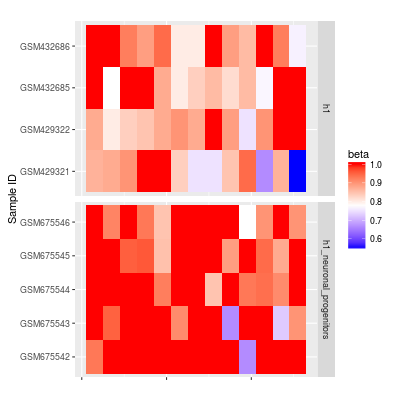 GSM432686
GSM432685
GSM429322
GSM429321
h1
GSM675546
GSM675545
GSM675544
GSM675543
GSM675542
h1_neuronal_progenitors
Sample ID
beta
1.0
0.9
0.8
0.7
0.6